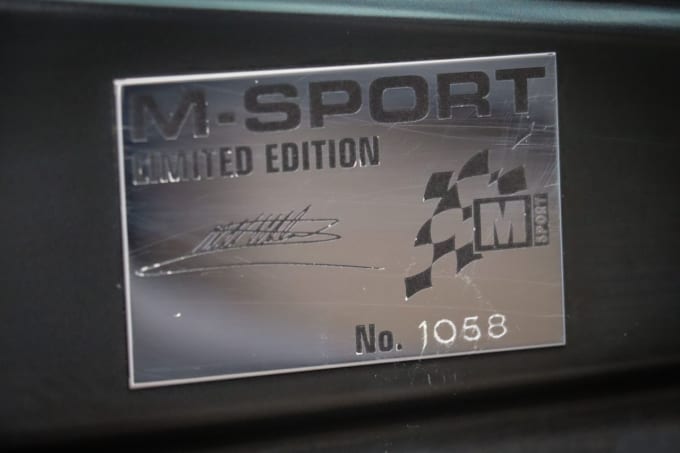 M-SPORT
LIMITED EDITION
M
SPORT
No. 1058